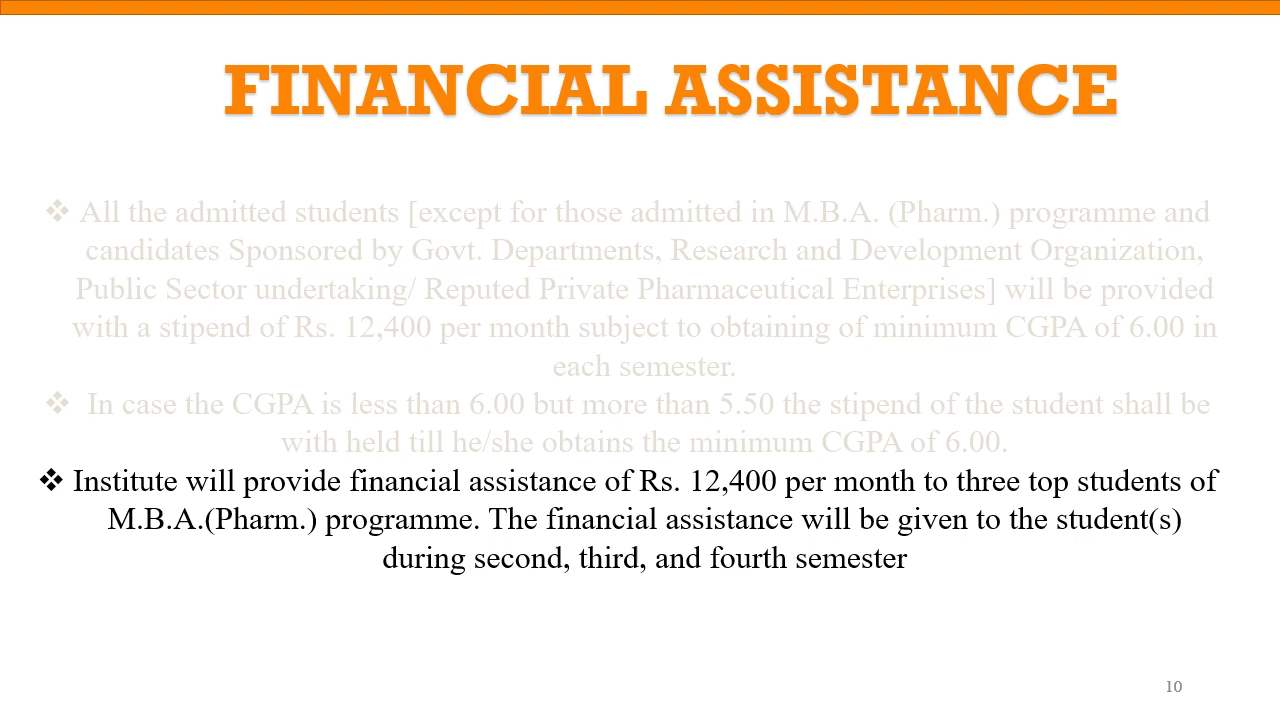 FINANCIAL ASSISTANCE
❖ All the admitted students [except for those admitted in M.B.A. (Pharm.) programme and
candidates Sponsored by Govt. Departments, Research and Development Organization,
Public Sector undertaking/ Reputed Private Pharmaceutical Enterprises] will be provided
with a stipend of Rs. 12,400 per month subject to obtaining of minimum CGPA of 6.00 in
each semester.
❖ In case the CGPA is less than 6.00 but more than 5.50 the stipend of the student shall be
with held till he/she obtains the minimum CGPA of 6.00.
❖ Institute will provide financial assistance of Rs. 12,400 per month to three top students of
M.B.A.(Pharm.) programme. The financial assistance will be given to the student(s)
during second, third, and fourth semester
10